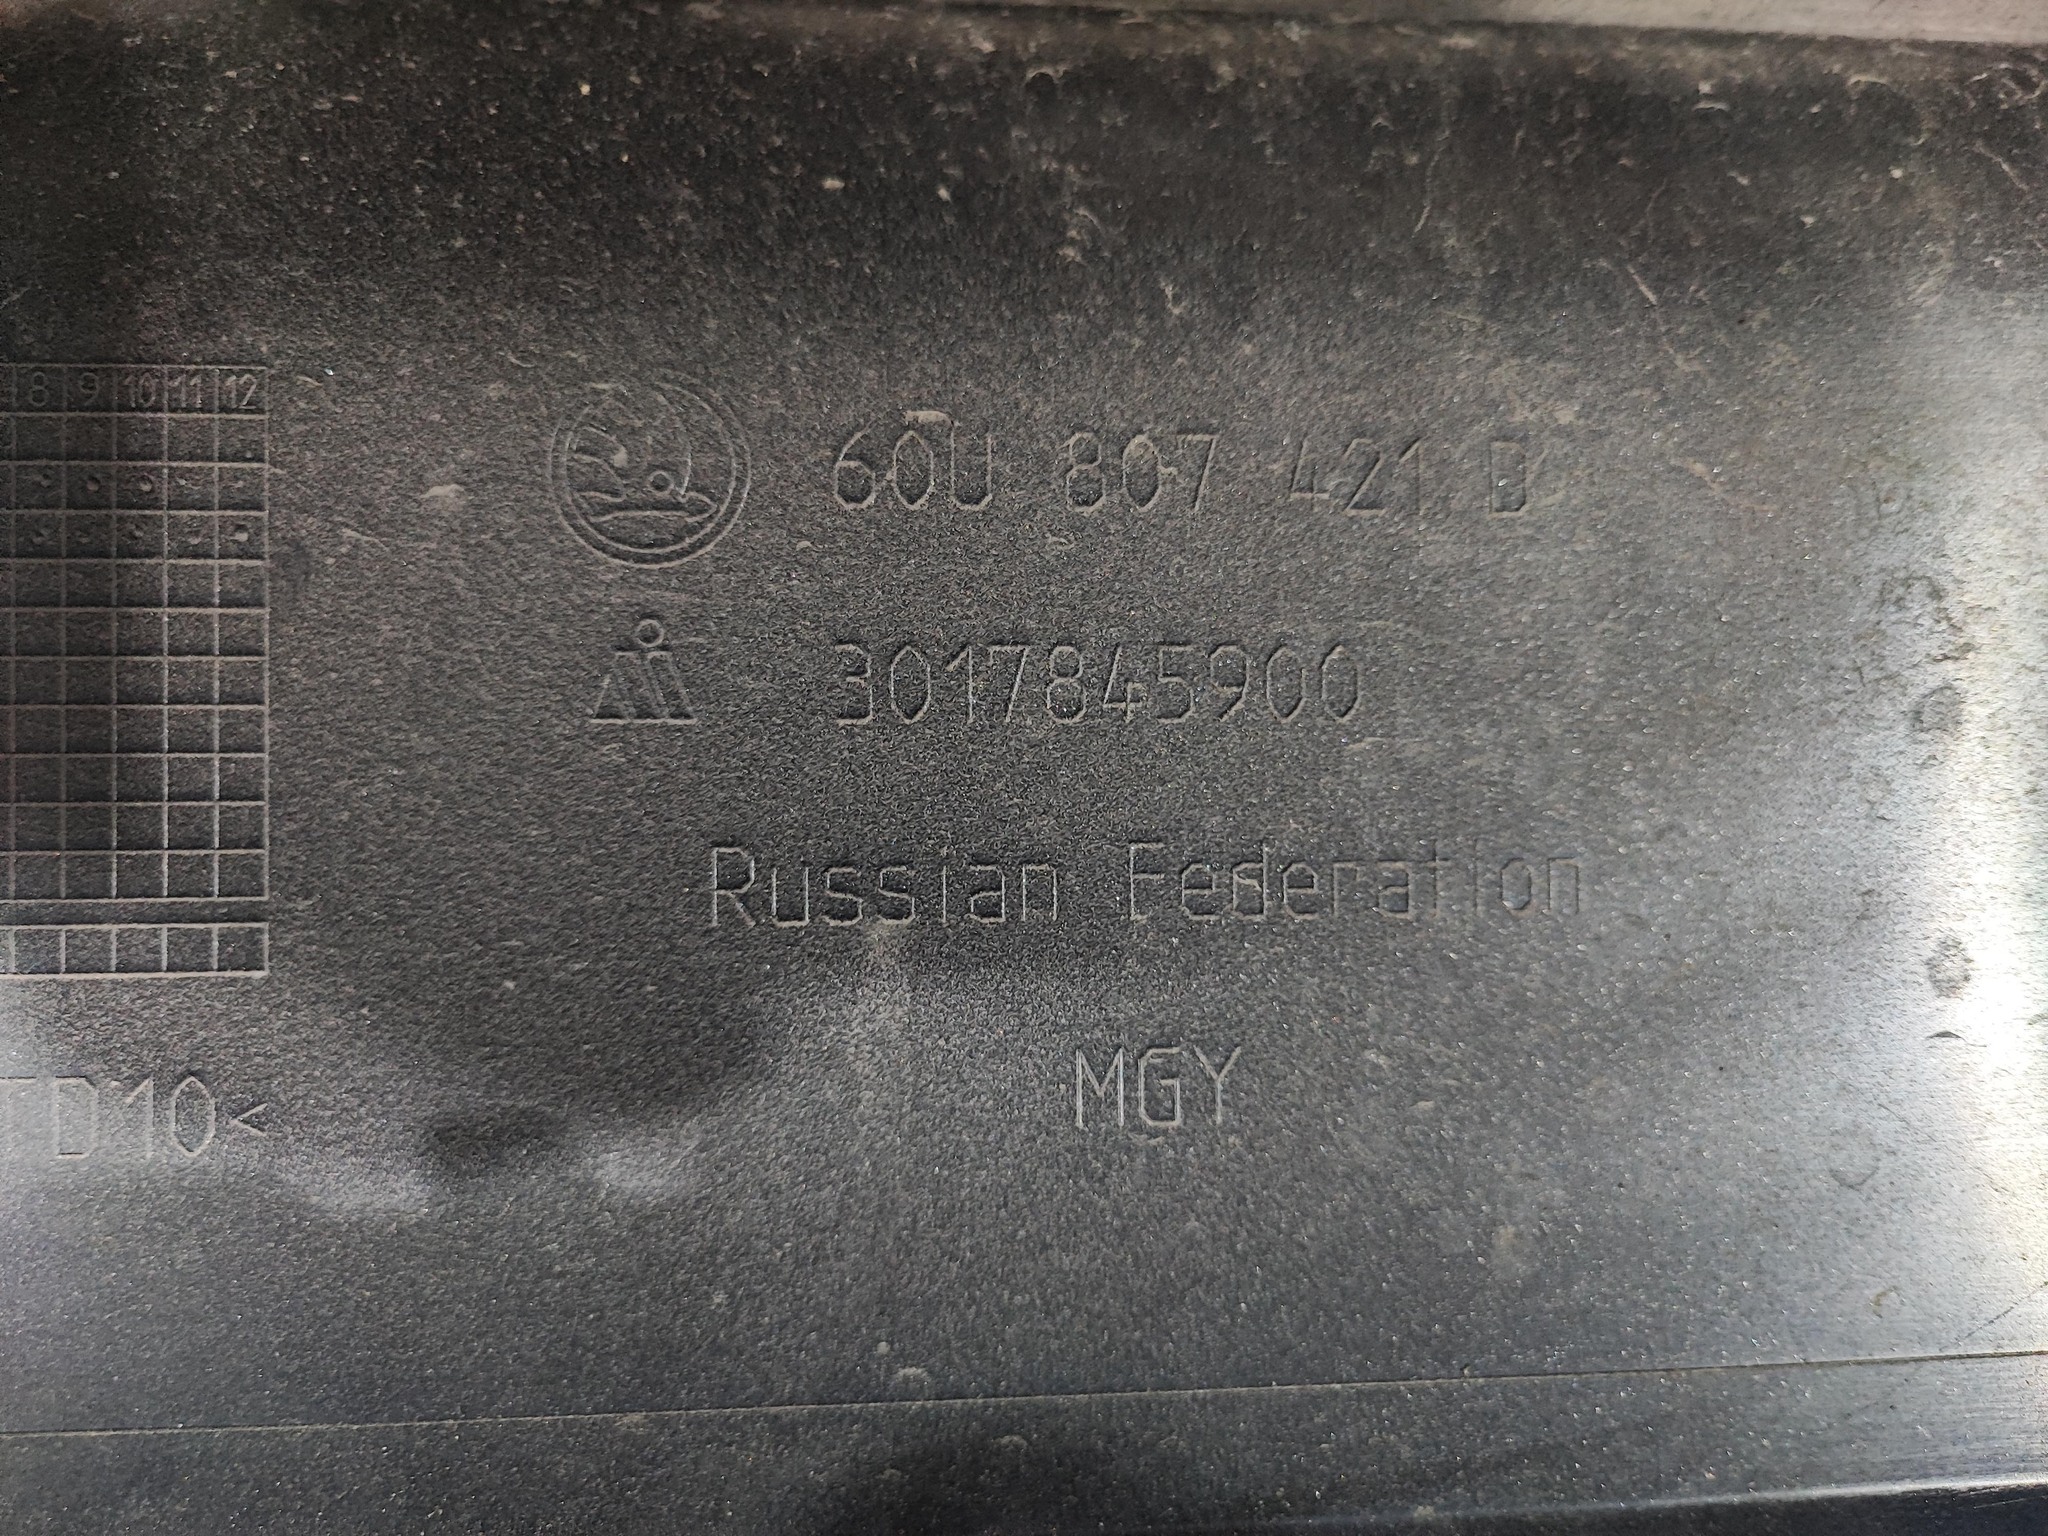 8 9 10 11 12
60U 807 421 D
3017845900
Russian Federation
MGY
TD10<